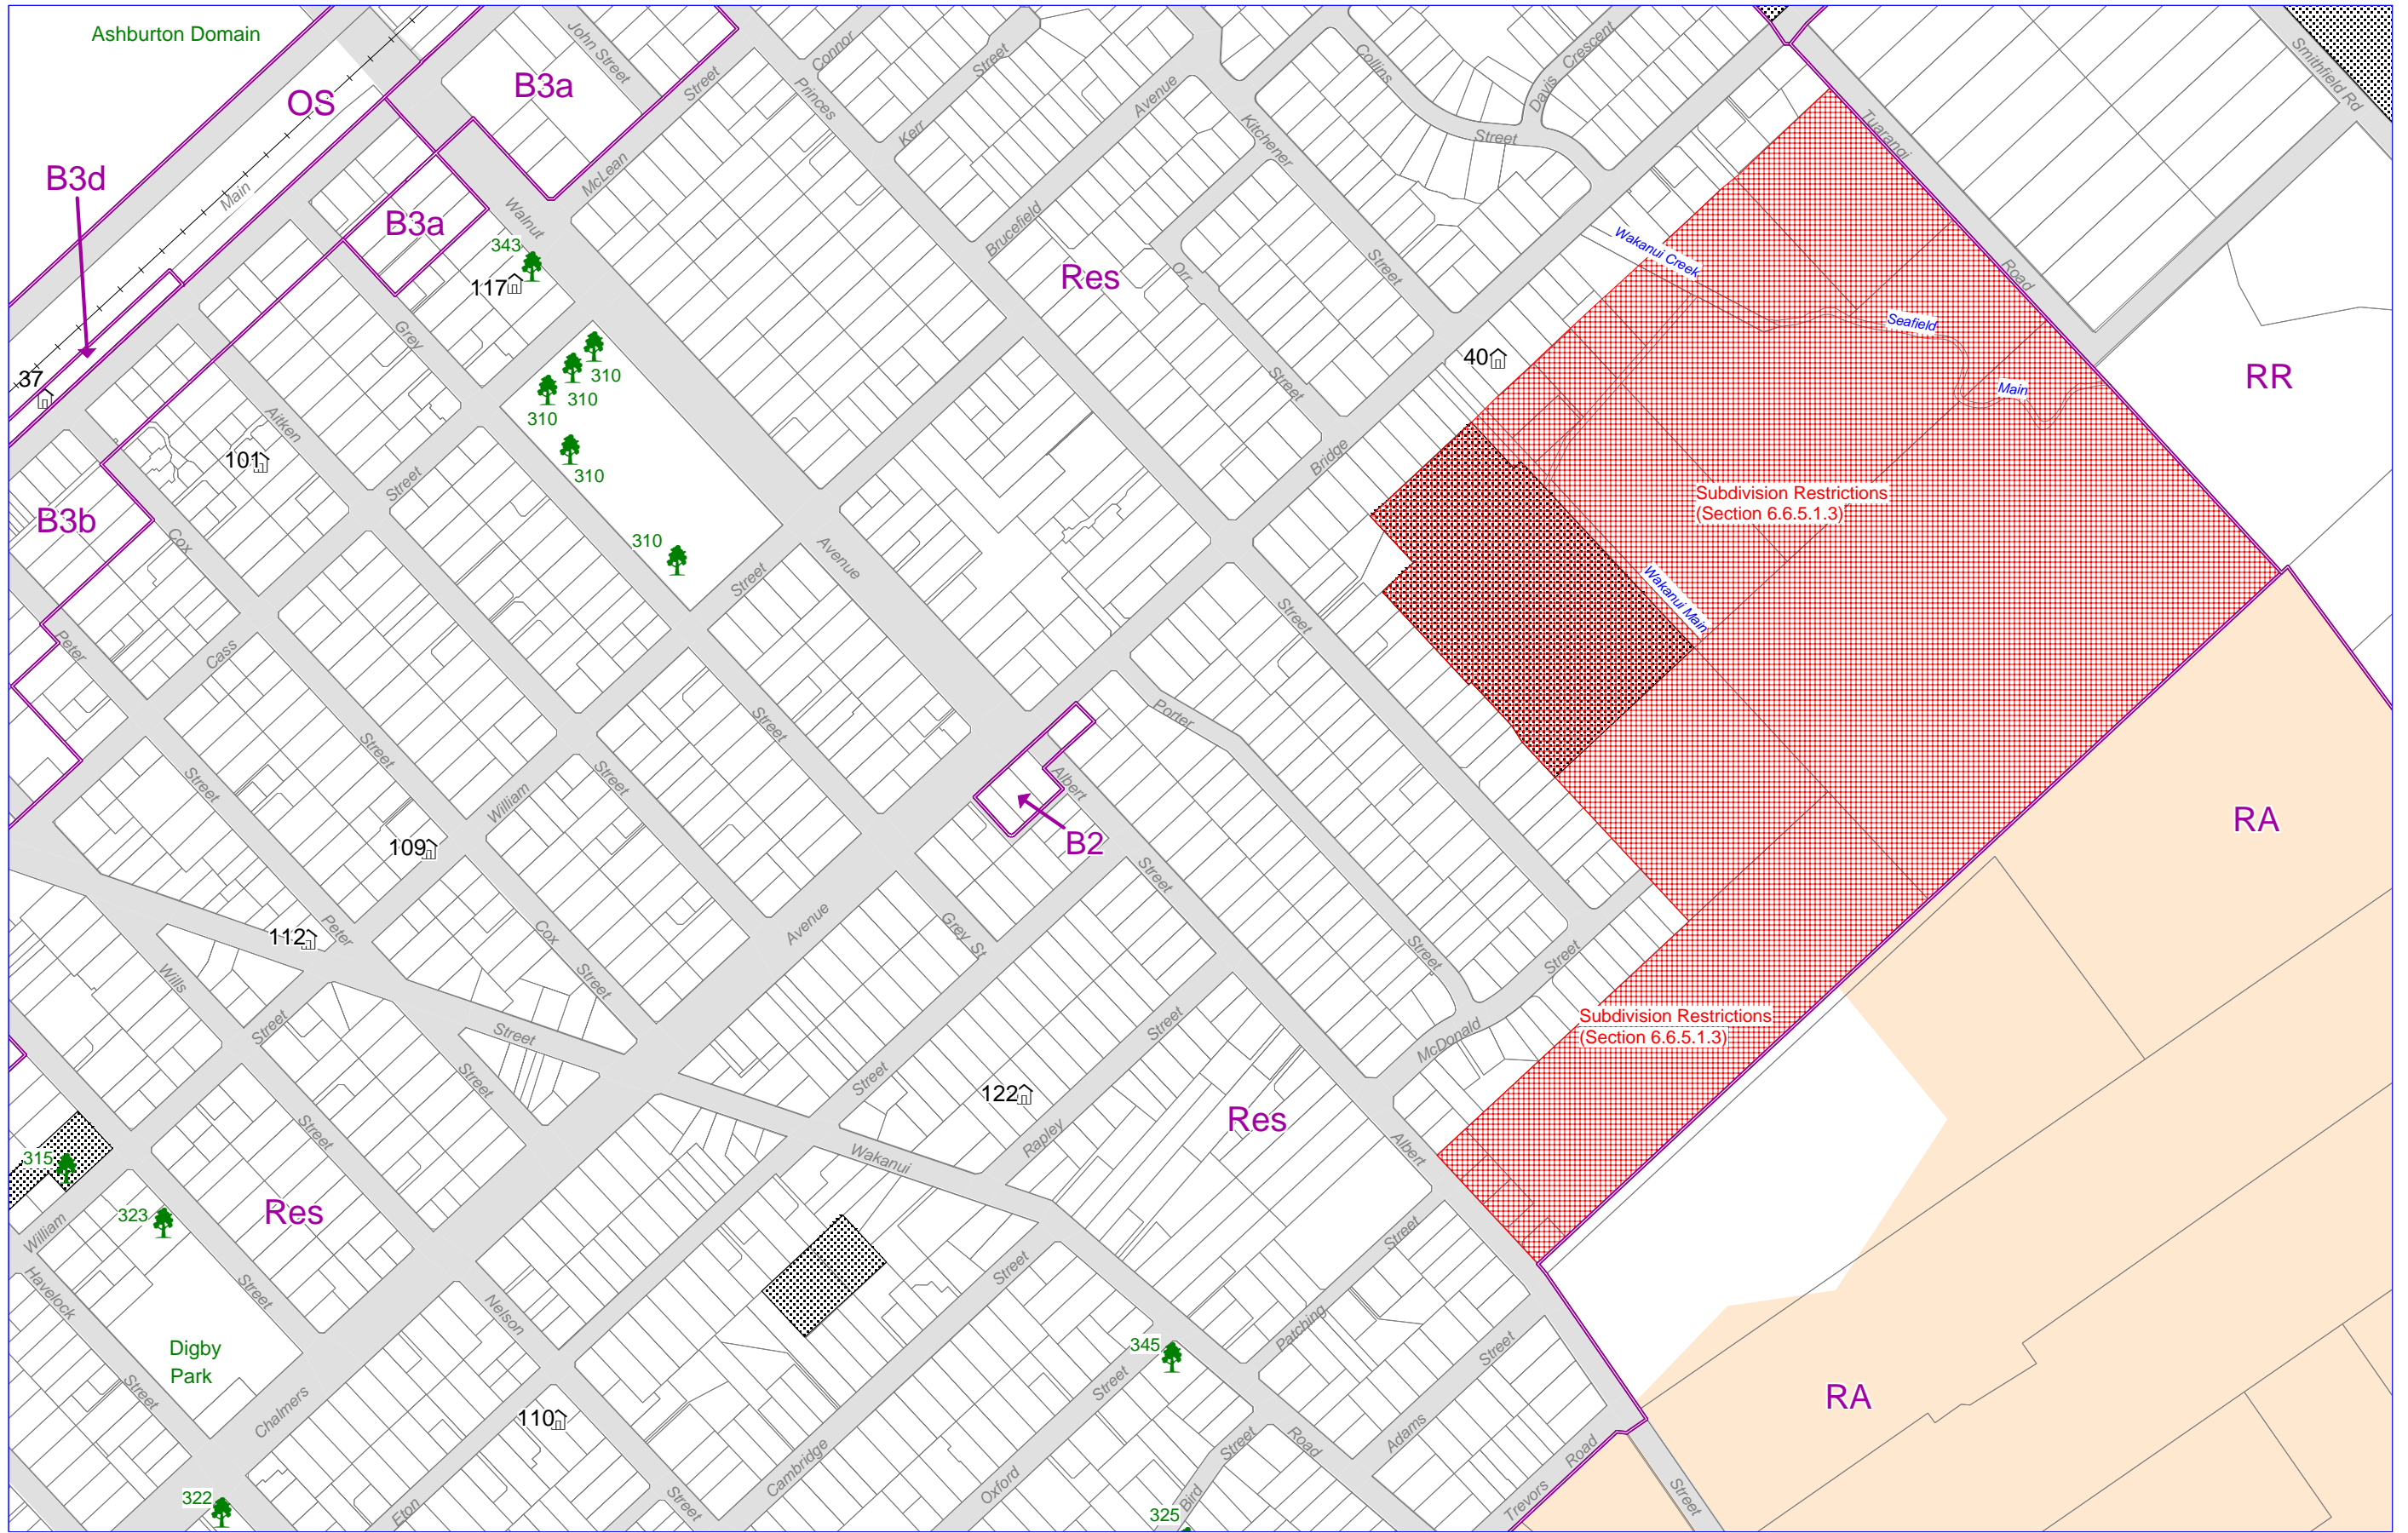 Ashburton Domain
John Street
Connor
Street
Collins
Davis Crescent
Smithfield Rd
B3a
OS
Street
Princes
Kerr
Avenue
Kitchener
Street
Tuarangi
B3d
Main
McLean
B3a
Walnut
343
117
Brucefield
Res
Orr
Street
Wakanui Creek
Road
Seafield
Grey
310
310
310
310
40
Street
Main
RR
37
Aitken
101
Street
Bridge
B3b
Cox
310
Avenue
Street
Subdivision Restrictions
(Section 6.6.5.1.3)
Wakanui Main
Peter
Cass
Street
Porter
Street
Street
Street
William
Street
Albert
B2
RA
109
Street
112
Peter
Cox
Avenue
Grey St
Street
Street
Wills
Street
Street
Street
Street
Street
Street
McDonald
Subdivision Restrictions
(Section 6.6.5.1.3)
122
Res
Street
Rapley
Wakanui
Albert
315
323
William
Res
Havelock
Street
Nelson
Street
Street
Patching
Digby
Park
Street
Chalmers
345
Street
Street
110
Adams
RA
322
Eton
Street
Cambridge
Oxford
Street
Bird
Road
325
Road
Trevors
Street